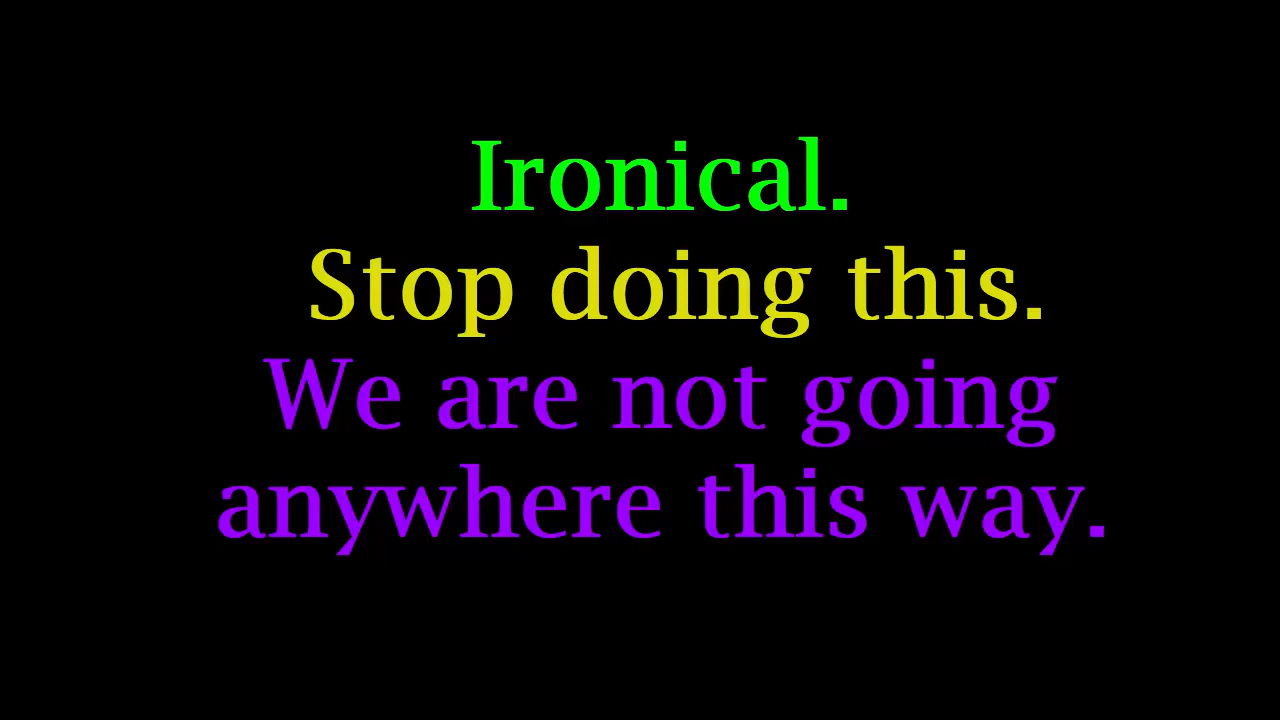 Ironical.
Stop doing this.
We are not going
anywhere this way.